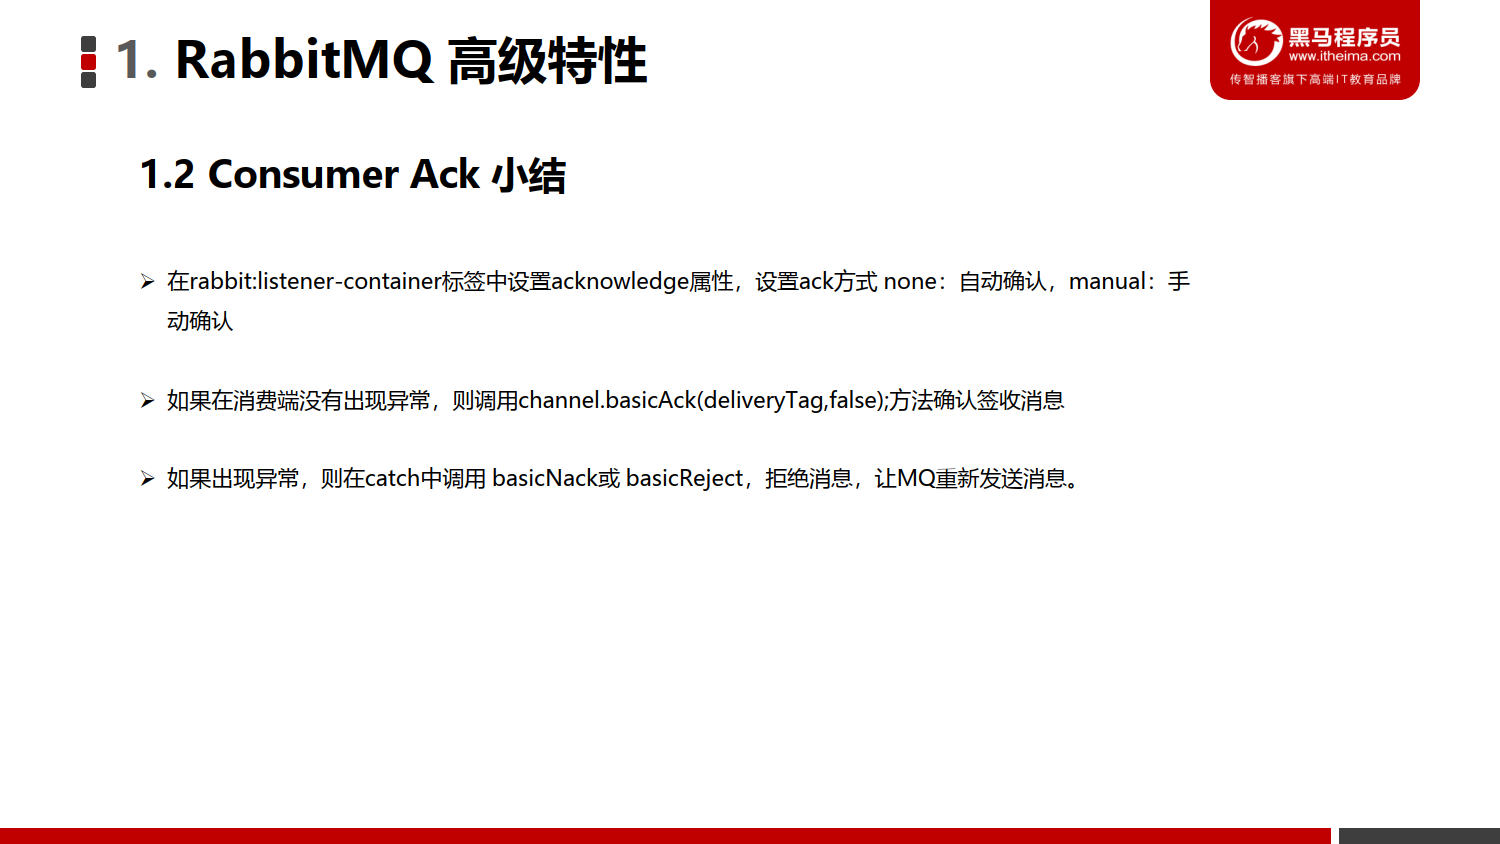 1. RabbitMQ 高级特性
黑马程序员
www.itheima.com
传智播客旗下高端IT教育品牌
1.2 Consumer Ack 小结
在rabbit:listener-container标签中设置acknowledge属性，设置ack方式 none：自动确认，manual：手
动确认
如果在消费端没有出现异常，则调用channel.basicAck(deliveryTag,false);方法确认签收消息
如果出现异常，则在catch中调用 basicNack或 basicReject，拒绝消息，让MQ重新发送消息。